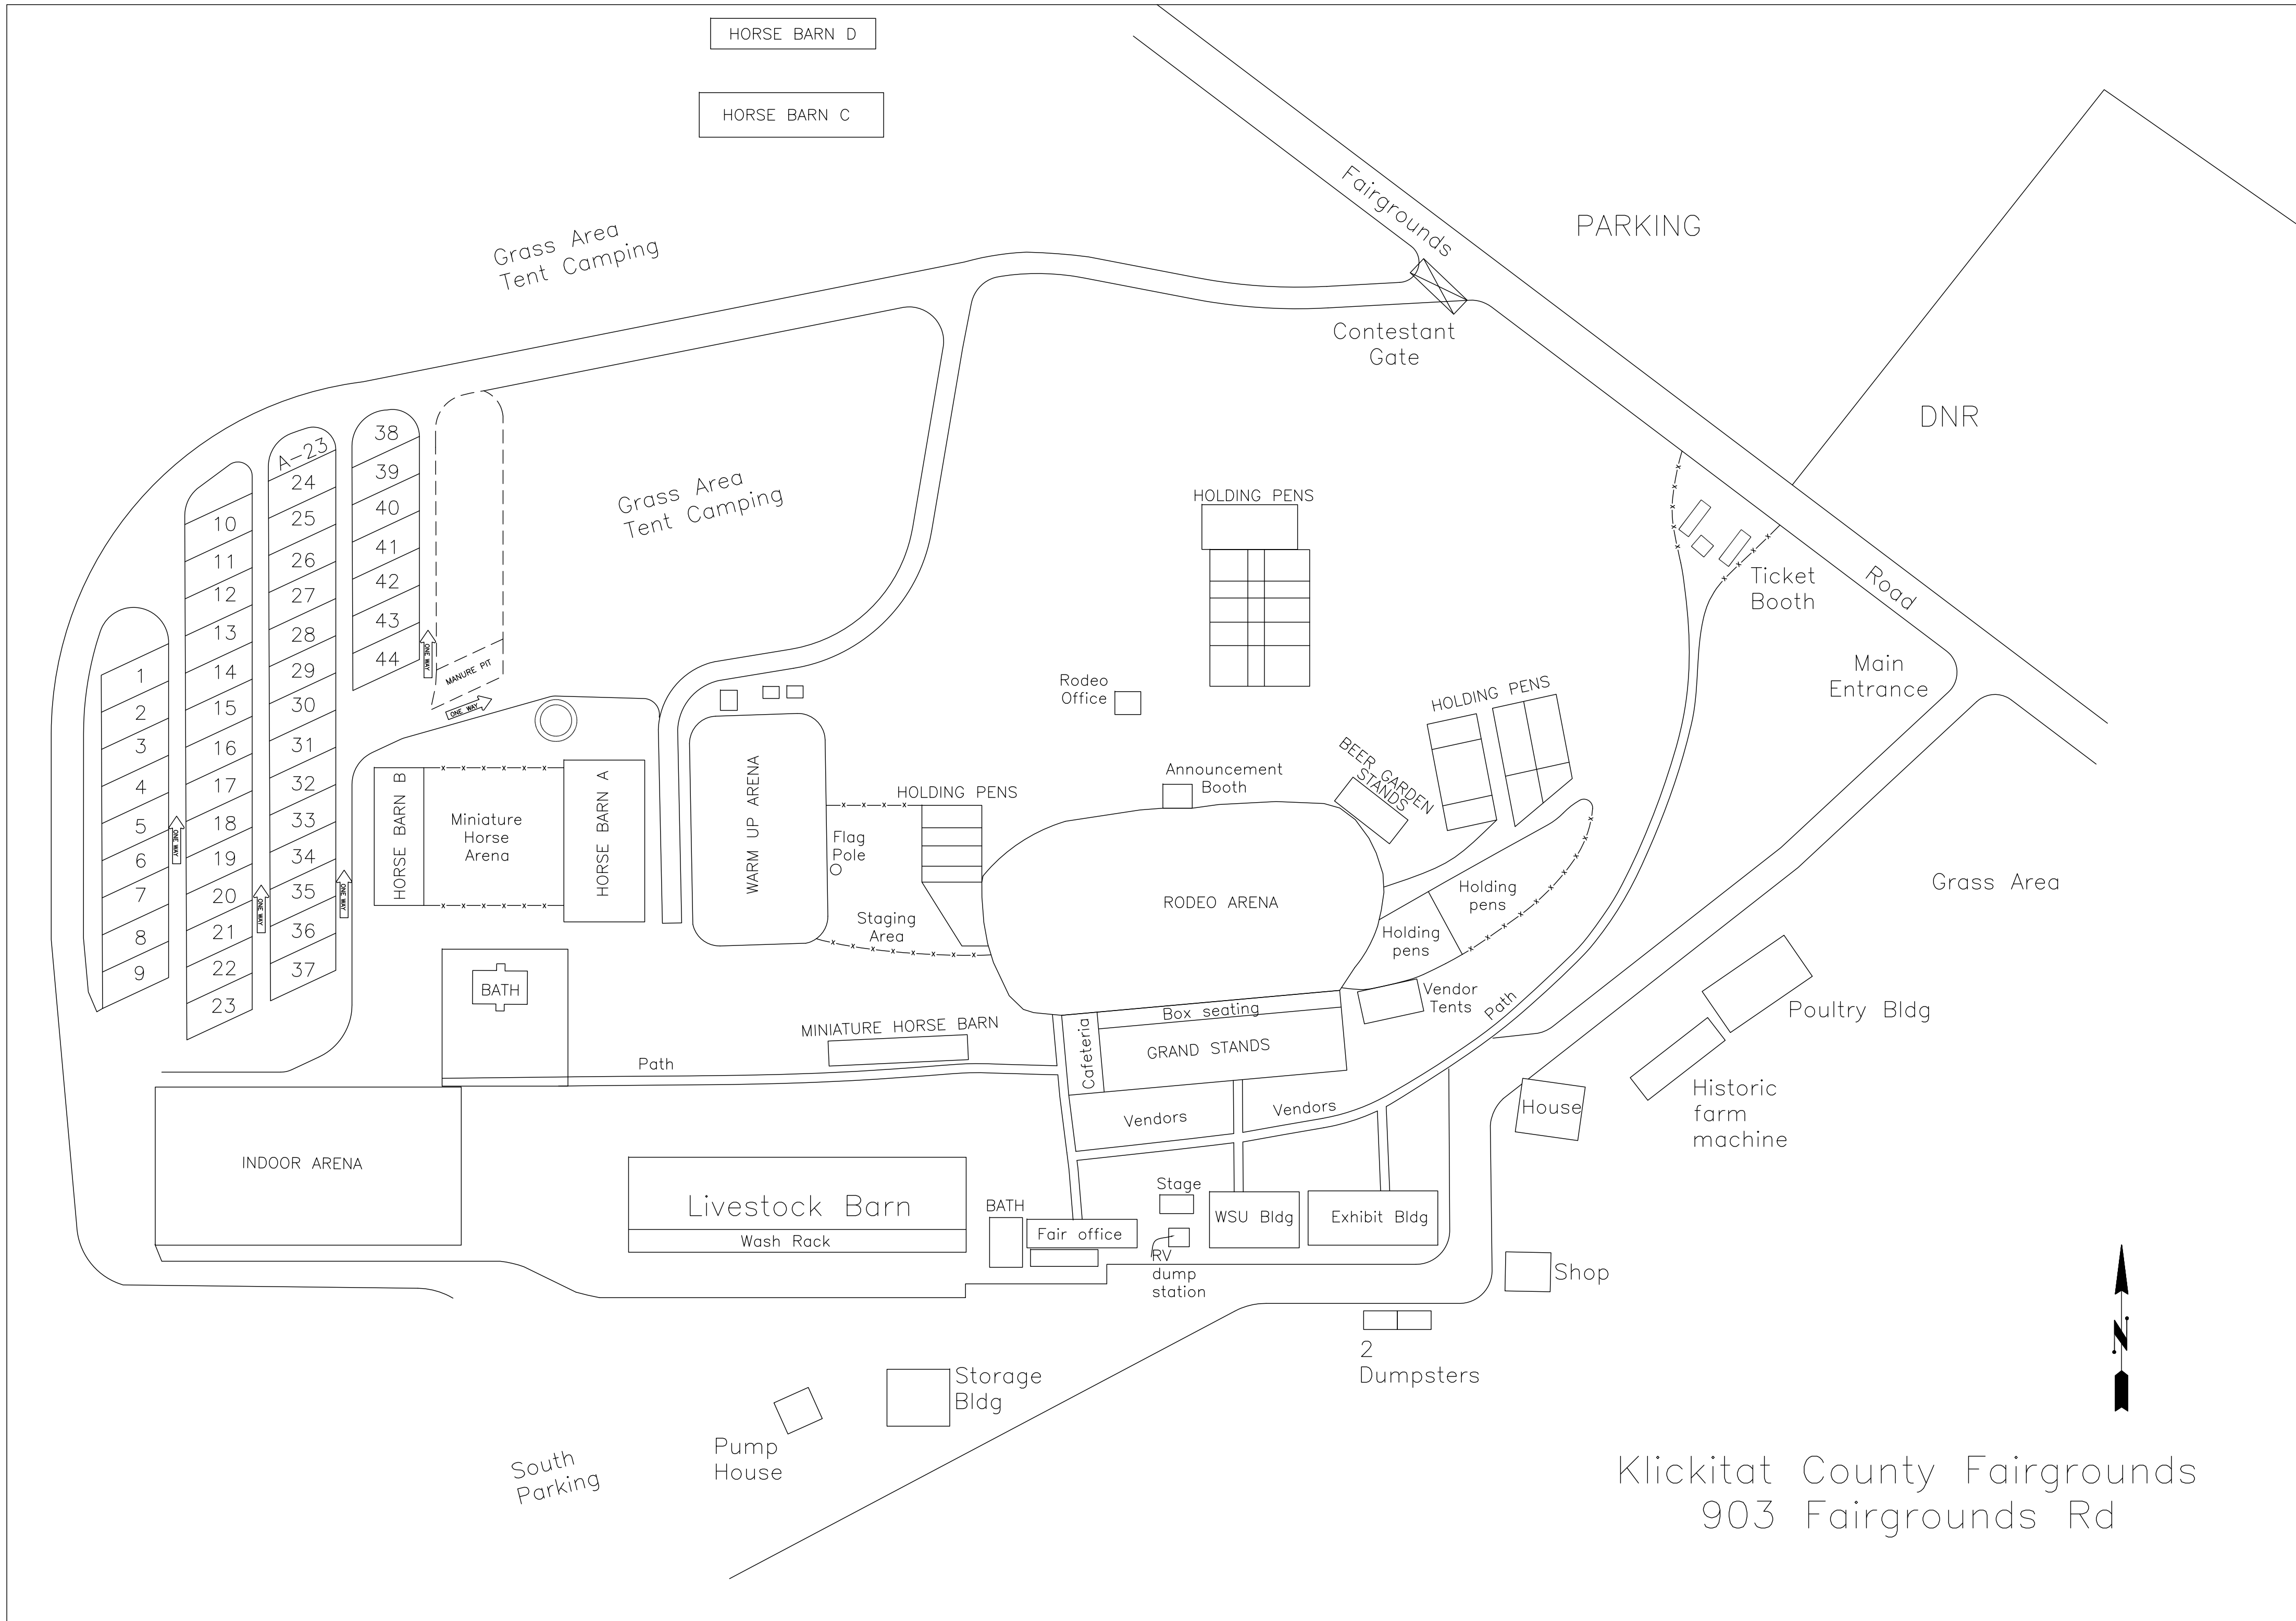 HORSE BARN D
HORSE BARN C
Fairgrounds
PARKING
Grass Area
Tent Camping
Contestant
Gate
DNR
38
A-23
39
24
40
10
25
41
11
26
42
12
27
43
13
28
44
1
14
29
2
15
30
3
16
31
4
17
32
5
18
33
6
19
34
7
20
35
8
21
36
9
22
37
23
ONE WAY
ONE WAY
ONE WAY
ONE WAY
MANURE PIT
ONE WAY
Grass Area
Tent Camping
HOLDING PENS
Ticket
Booth
Road
Main
Entrance
Rodeo
Office
HOLDING PENS
BEER GARDEN
STANDS
Announcement
Booth
HOLDING PENS
HORSE BARN B
Miniature
Horse
Arena
HORSE BARN A
WARM UP ARENA
Flag
Pole
Staging
Area
RODEO ARENA
Holding
pens
Holding
pens
Grass Area
BATH
Vendor
Tents
Path
Poultry Bldg
MINIATURE HORSE BARN
Box seating
GRAND STANDS
Cafeteria
Path
Historic
farm
machine
House
Vendors
Vendors
INDOOR ARENA
Livestock Barn
Wash Rack
BATH
Fair office
Stage
WSU Bldg
Exhibit Bldg
RV
dump
station
Shop
2
Dumpsters
Storage
Bldg
Pump
House
South
Parking
N
Klickitat County Fairgrounds
903 Fairgrounds Rd